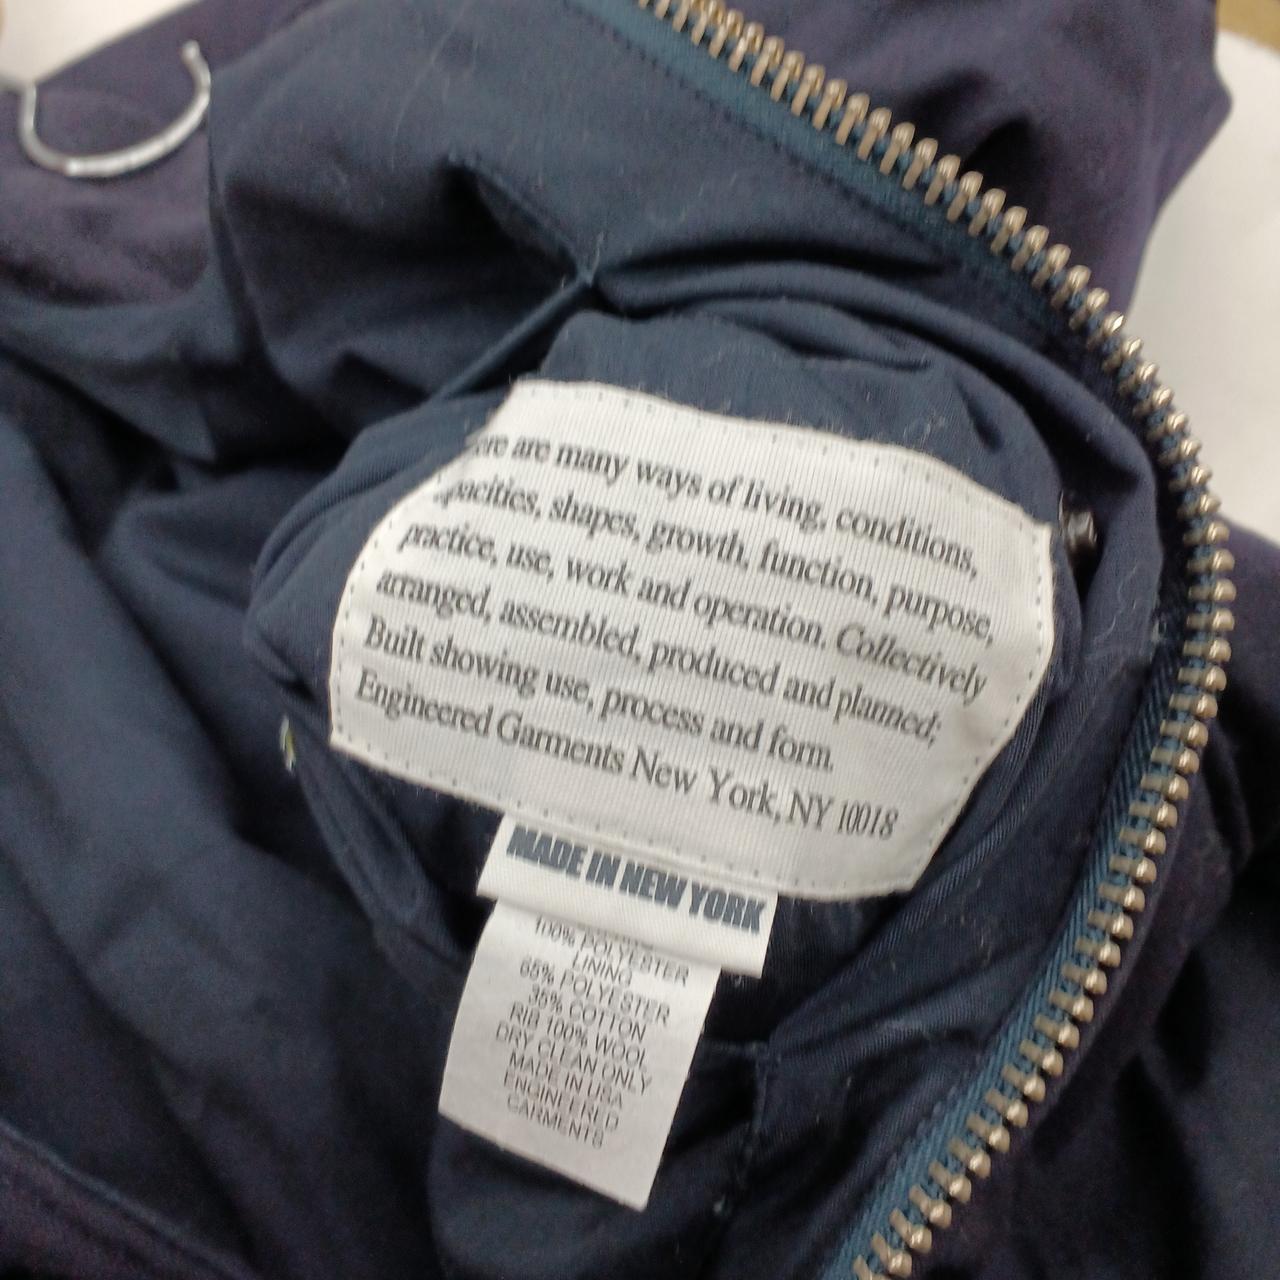 are many ways of living, conditions,
shapes, growth, function, purpose,
practice, use, work and operation. Collectively
arranged, assembled, produced and planned;
Built showing use, process and form.
Engineered Garments New York, NY 10018
MADE IN NEW YORK
100% POLYESTER
LINING
65% POLYESTER
35% COTTON
RIB 100% WOOL
DRY CLEAN ONLY
MADE IN USA
ENGINEERED
GARMENTS